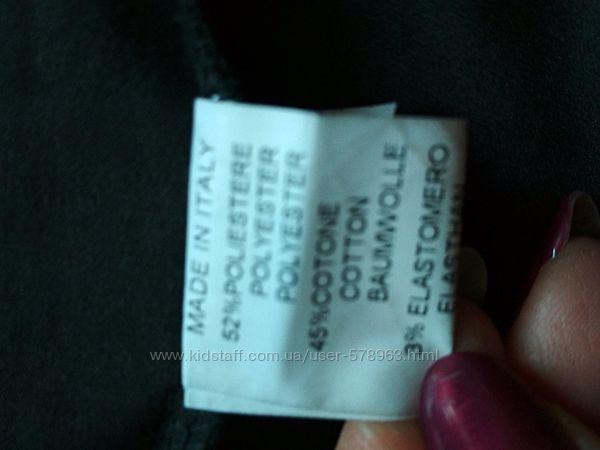 MADE IN ITALY
52%POLIESTERE
POLYESTER
POLYESTER
45%COTONE
COTTON
BAUMWOLLE
3% ELASTOMERO
ELASTHAN
www.kidstaff.com.ua/user-578963.html